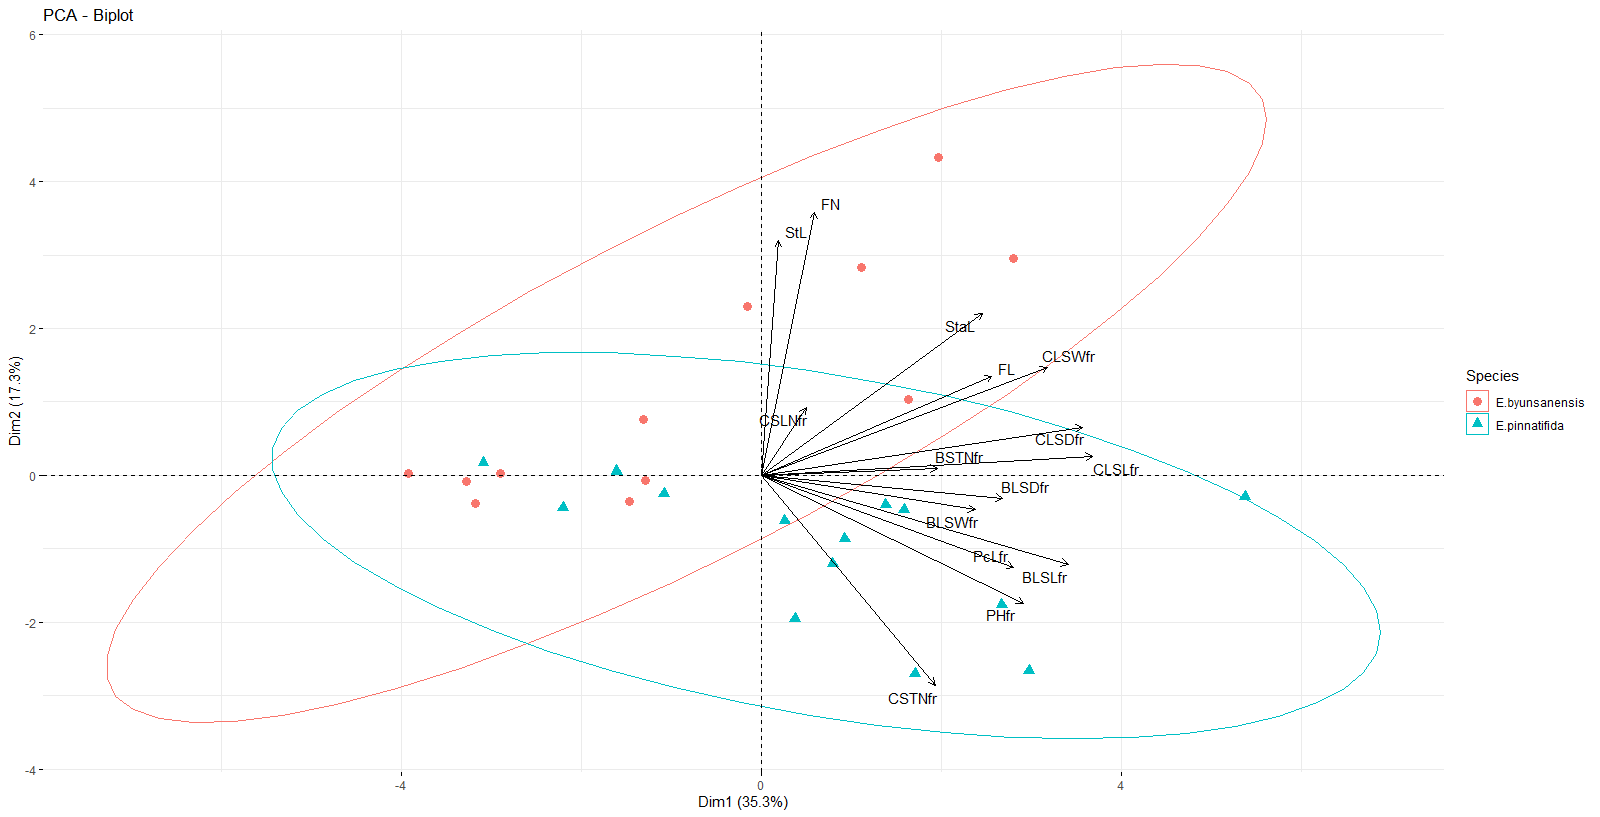 PCA - Biplot
6
4
2
0
-2
-4
Dim2 (17.3%)
FN
StL
StaL
CLSWfr
FL
CSLNfr
CLSDfr
BSTNfr
CLSLfr
BLSDfr
BLSWfr
PcLfr
BLSLfr
PHfr
CSTNfr
-4
0
4
Dim1 (35.3%)
Species
E.byunsanensis
E.pinnatifida